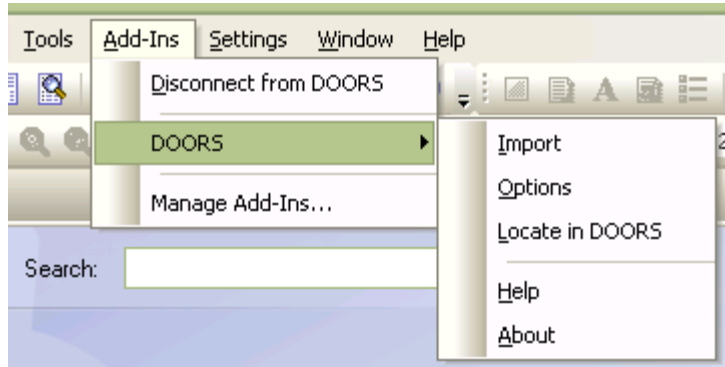 Tools Add-Ins Settings Window Help
Disconnect from DOORS
DOORS
Manage Add-Ins...
Import
Options
Locate in DOORS
Help
About
Search: